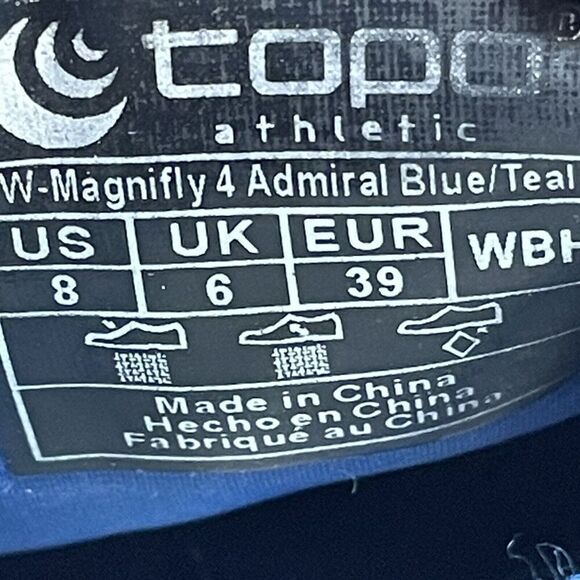 topo®
athletic
W-Magnifly 4 Admiral Blue/Teal
US UK EUR WBH
8 6 39
Made in China
Hecho en China
Fabriqué au China